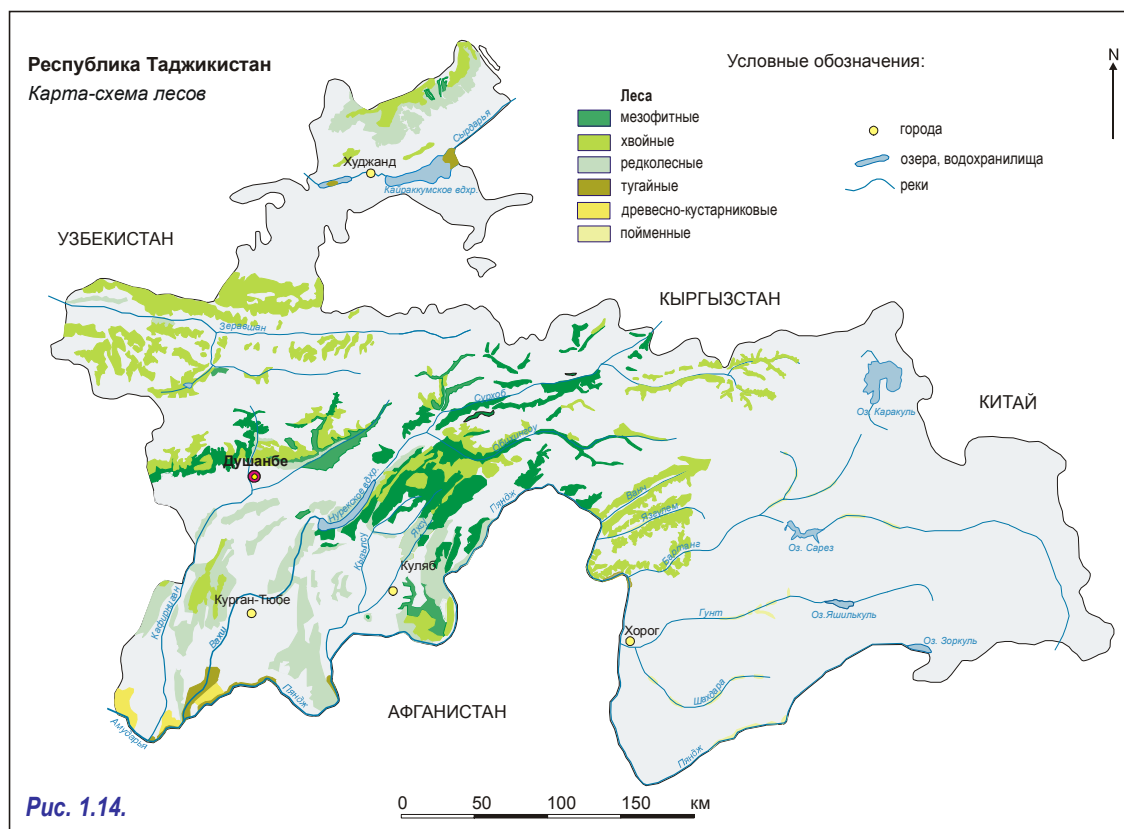 Республика Таджикистан
Карта-схема лесов
Условные обозначения:
N
Леса
мезофитные
хвойные
редколесные
тугайные
древесно-кустарниковые
пойменные
города
озера, водохранилища
реки
Сырдарья
Худжанд
Кайраккумское вдхр.
УЗБЕКИСТАН
КЫРГЫЗСТАН
Зеравшан
Сурхоб
Оз. Каракуль
КИТАЙ
Обихингоу
Душанбе
Нурекское вдхр.
Пяндж
Ванч
Язгулем
Бартанг
Оз. Сарез
Яхсу
Кызылсу
Куляб
Кафирниган
Курган-Тюбе
Вахш
Гунт
Оз.Яшилькуль
Хорог
Оз. Зоркуль
Шахдара
Пяндж
Амударья
АФГАНИСТАН
Пяндж
Рис. 1.14.
0 50 100 150 км